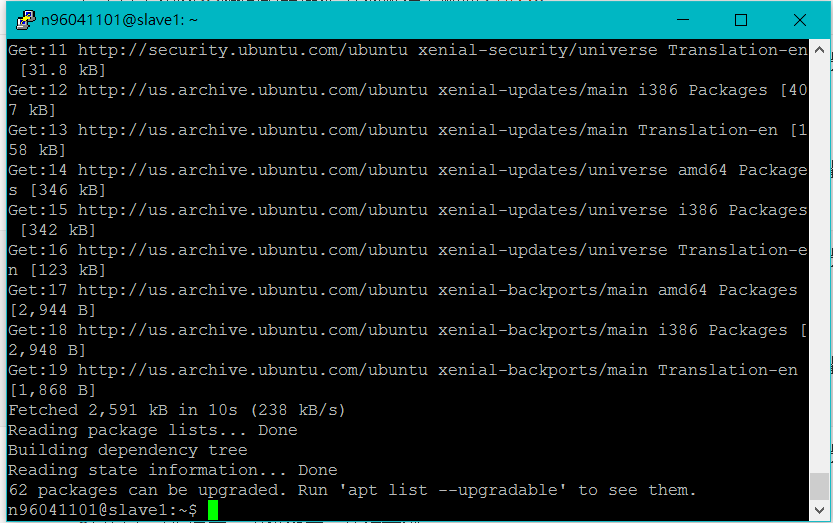 n96041101@slave1: ~
Get:11 http://security.ubuntu.com/ubuntu xenial-security/universe Translation-en
 [31.8 kB]
Get:12 http://us.archive.ubuntu.com/ubuntu xenial-updates/main i386 Packages [40
7 kB]
Get:13 http://us.archive.ubuntu.com/ubuntu xenial-updates/main Translation-en [1
58 kB]
Get:14 http://us.archive.ubuntu.com/ubuntu xenial-updates/universe amd64 Package
s [346 kB]
Get:15 http://us.archive.ubuntu.com/ubuntu xenial-updates/universe i386 Packages
 [342 kB]
Get:16 http://us.archive.ubuntu.com/ubuntu xenial-updates/universe Translation-e
n [123 kB]
Get:17 http://us.archive.ubuntu.com/ubuntu xenial-backports/main amd64 Packages
[2,944 B]
Get:18 http://us.archive.ubuntu.com/ubuntu xenial-backports/main i386 Packages [
2,948 B]
Get:19 http://us.archive.ubuntu.com/ubuntu xenial-backports/main Translation-en
[1,868 B]
Fetched 2,591 kB in 10s (238 kB/s)
Reading package lists... Done
Building dependency tree
Reading state information... Done
62 packages can be upgraded. Run 'apt list --upgradable' to see them.
n96041101@slave1:~$